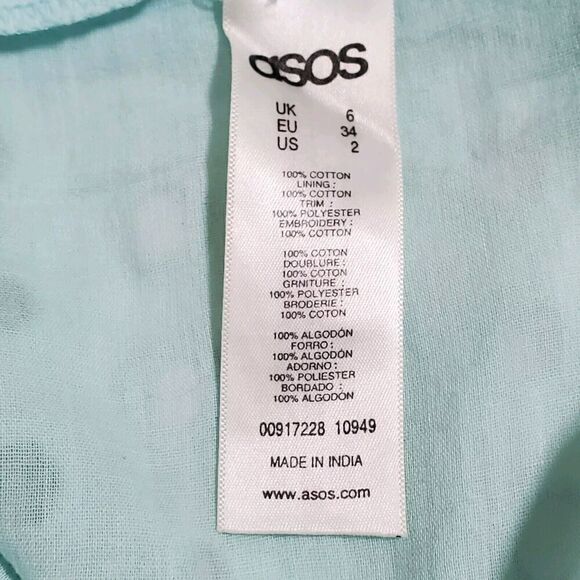 asos
UK 6
EU 34
US 2
100% COTTON
LINING :
100% COTTON
TRIM :
100% POLYESTER
EMBROIDERY :
100% COTTON
100% COTON
DOUBLURE :
100% COTON
GRNITURE :
100% POLYESTER
BRODERIE :
100% COTON
100% ALGODÓN
FORRO :
100% ALGODÓN
ADORNO :
100% POLIESTER
BORDADO :
100% ALGODÓN
00917228 10949
MADE IN INDIA
www.asos.com